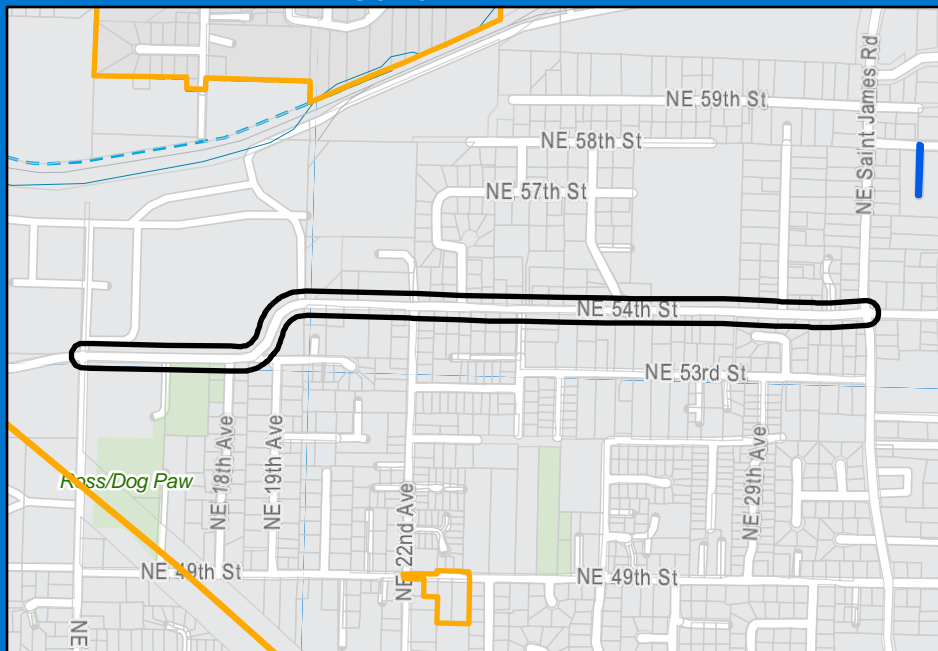 NE 59th St
NE 58th St
NE Saint James Rd
NE 57th St
NE 54th St
NE 53rd St
NE 18th Ave
NE 19th Ave
NE 29th Ave
Ross/Dog Paw
NE 22nd Ave
NE 49th St
NE 49th St
NE